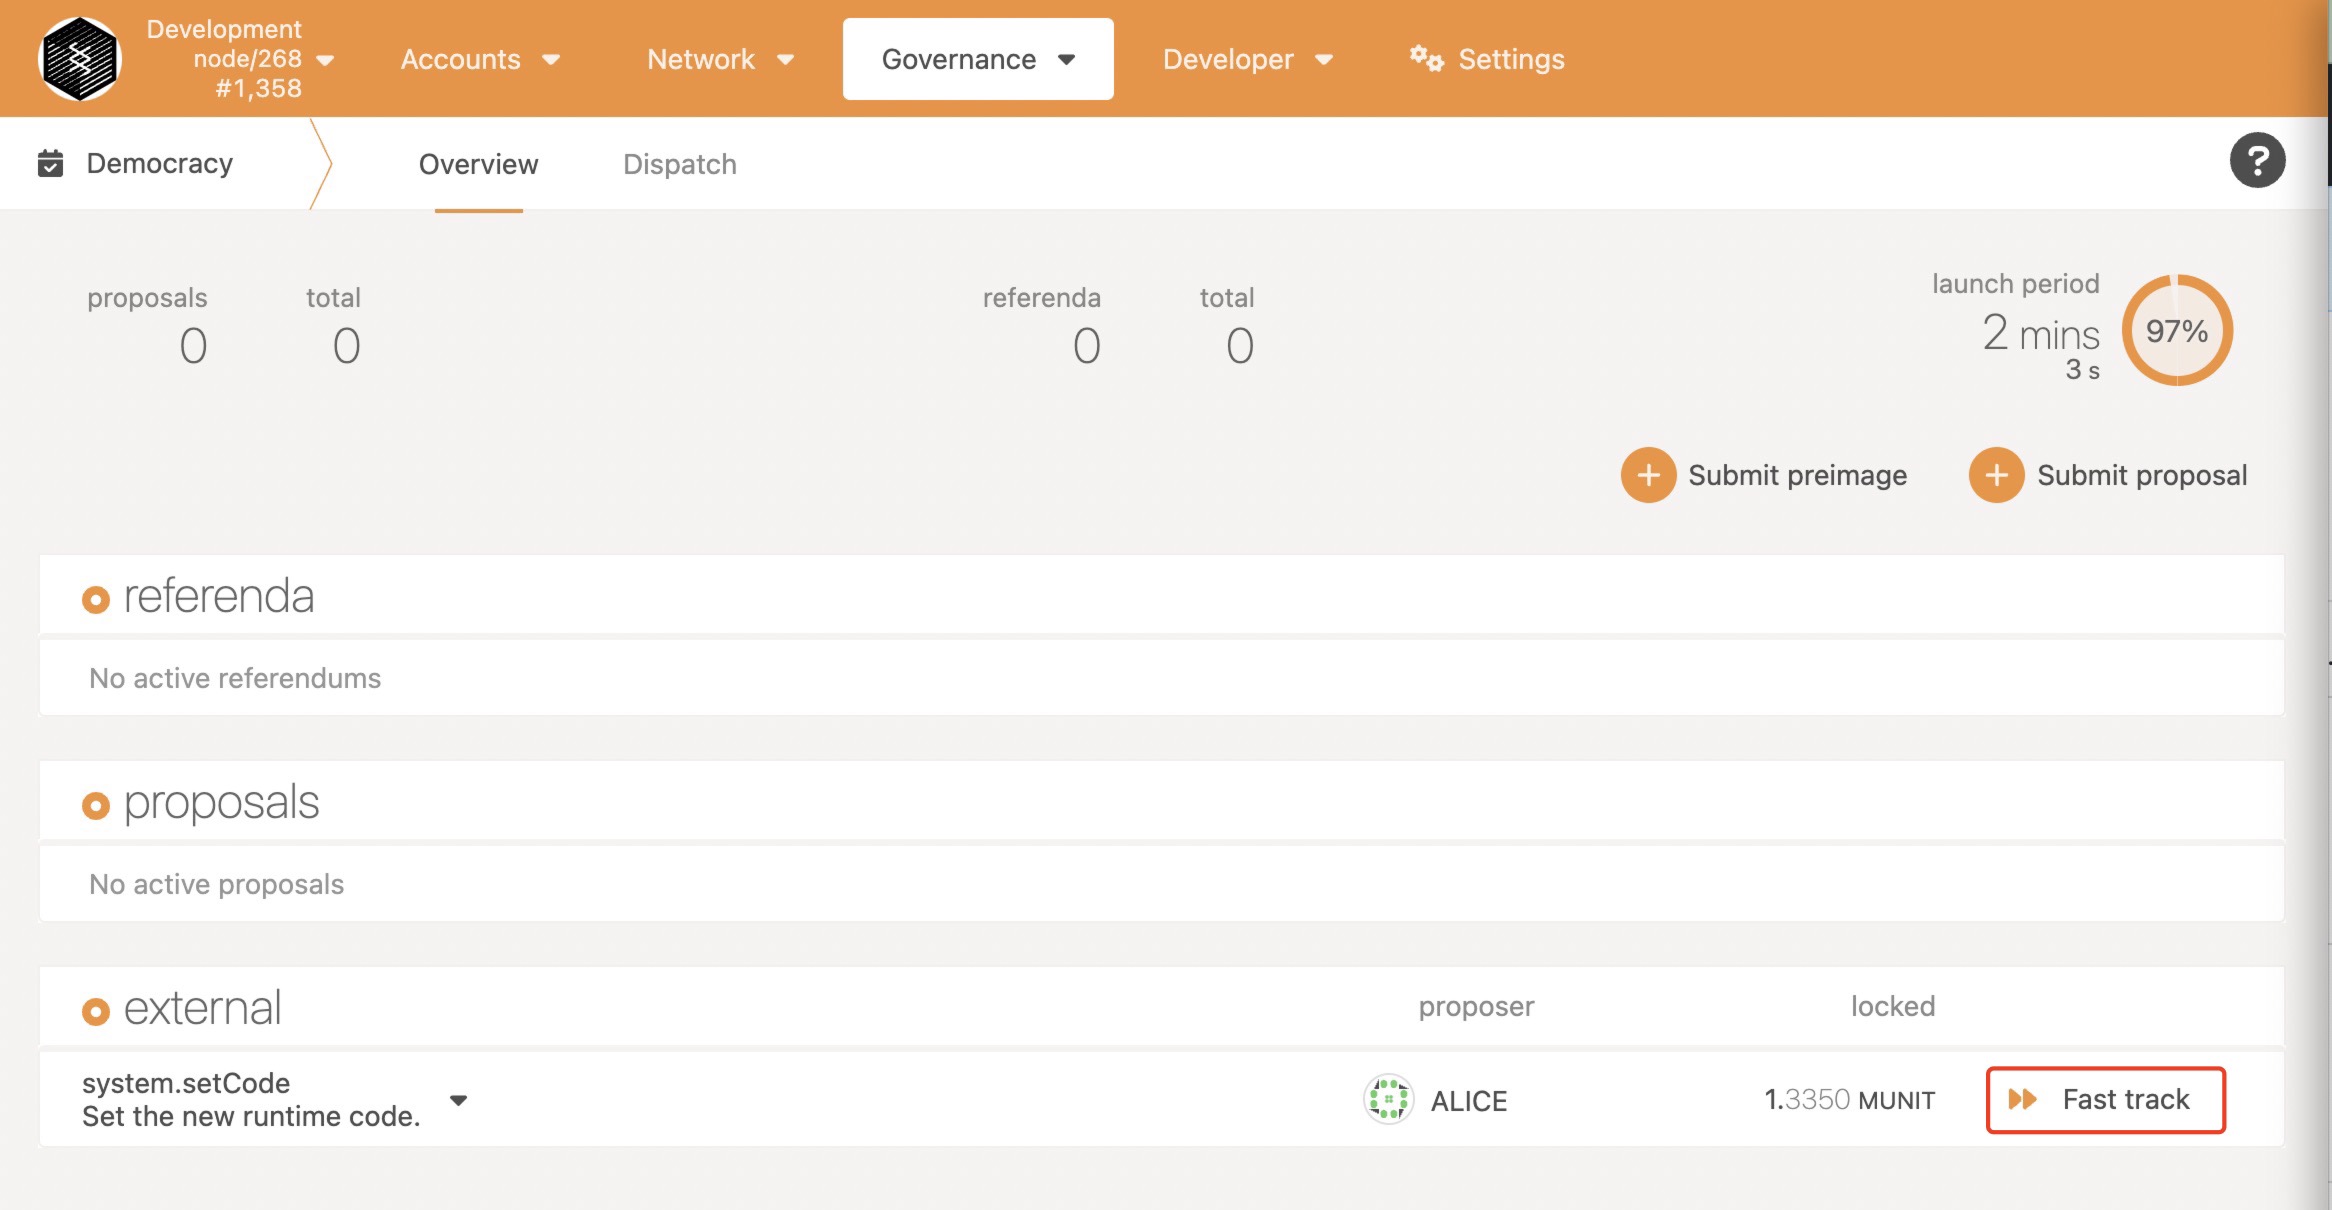 Development
node/268
#1,358
Accounts
Network
Governance
Developer
Settings
Democracy
Overview
Dispatch
?
proposals
0
total
0
referenda
0
total
0
launch period
2 mins
3 s
97%
Submit preimage
Submit proposal
referenda
No active referendums
proposals
No active proposals
external
proposer
locked
system.setCode
Set the new runtime code.
ALICE
1.3350 MUNIT
Fast track